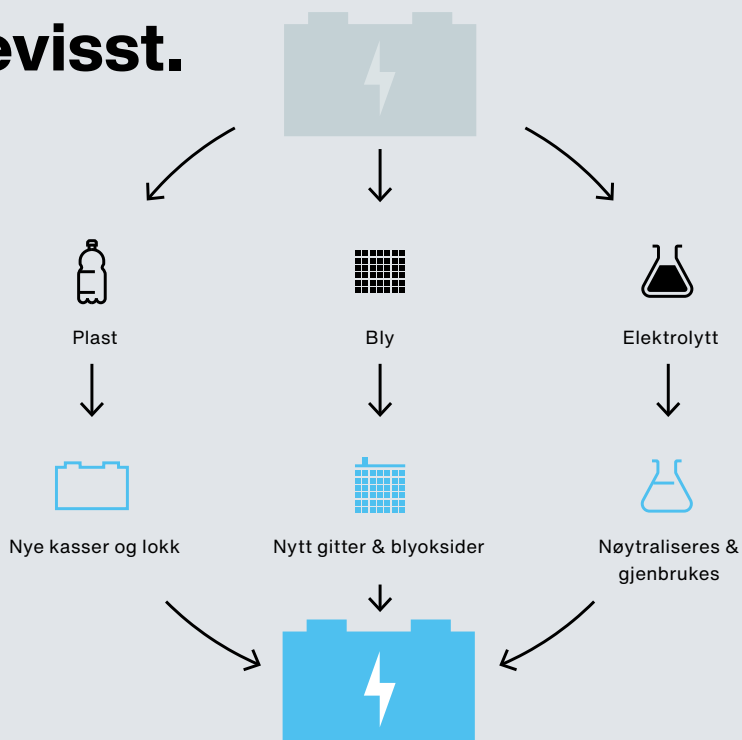 evisst.
Plast
Bly
Elektrolytt
Nye kasser og lokk
Nytt gitter & blyoksider
Nøytraliseres &
gjenbrukes